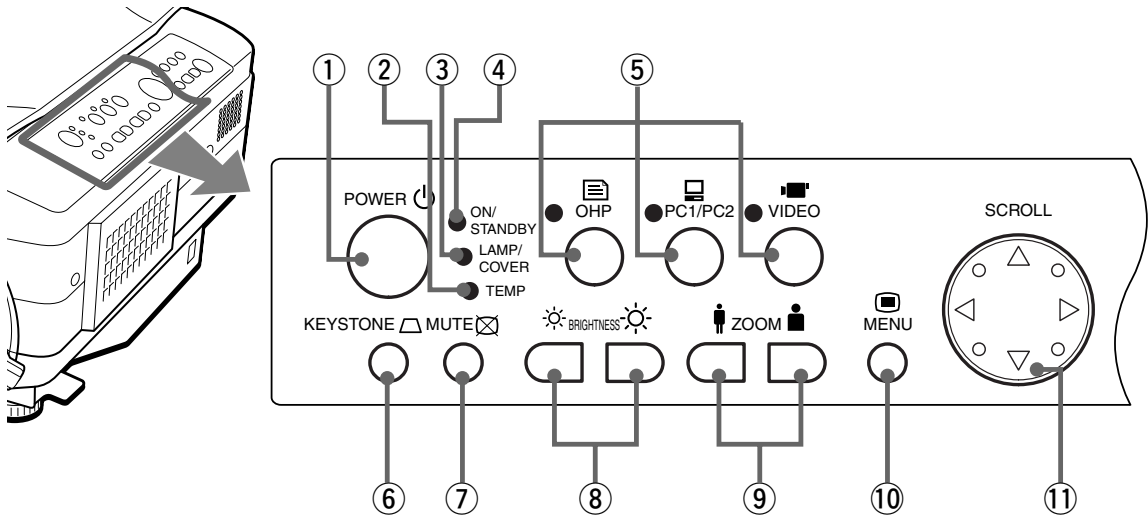 ① ② ③ ④ ⑤
POWER
ON/
STANDBY
LAMP/
COVER
TEMP
OHP
PC1/PC2
VIDEO
SCROLL
KEYSTONE
MUTE
BRIGHTNESS
ZOOM
MENU
⑥ ⑦ ⑧ ⑨ ⑩ ⑪